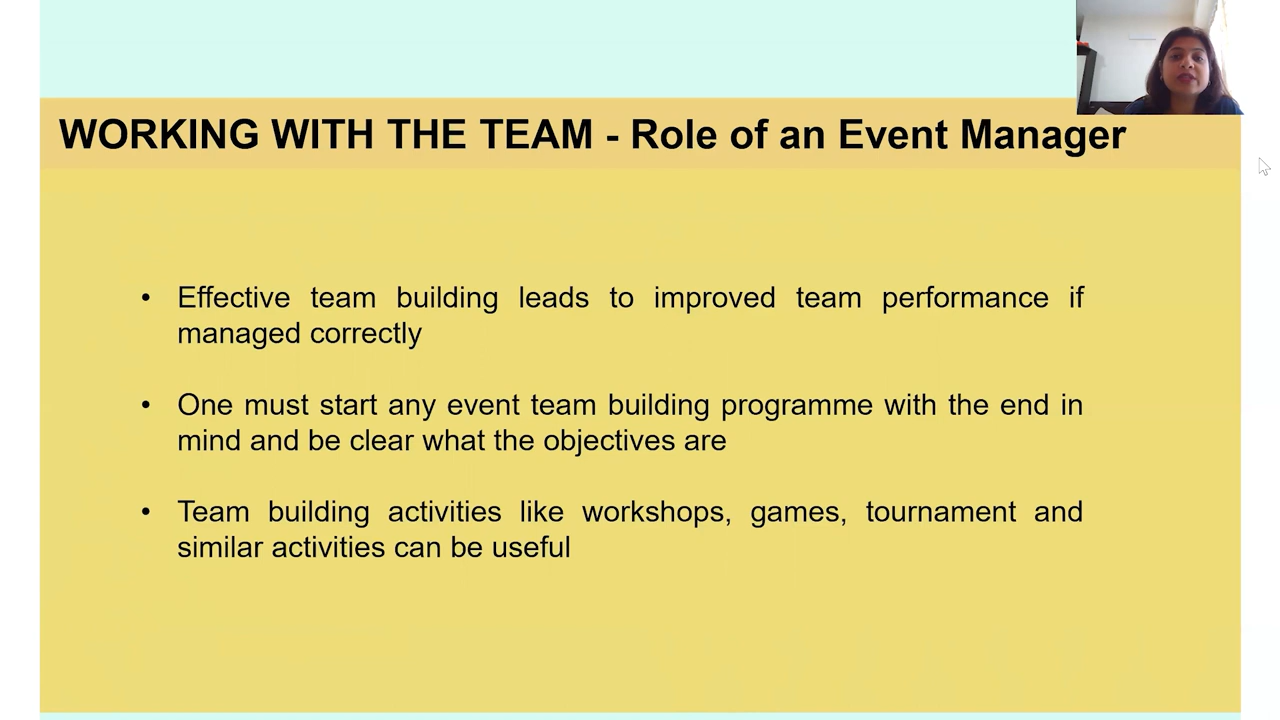 WORKING WITH THE TEAM - Role of an Event Manager
• Effective team building leads to improved team performance if
managed correctly
• One must start any event team building programme with the end in
mind and be clear what the objectives are
• Team building activities like workshops, games, tournament and
similar activities can be useful